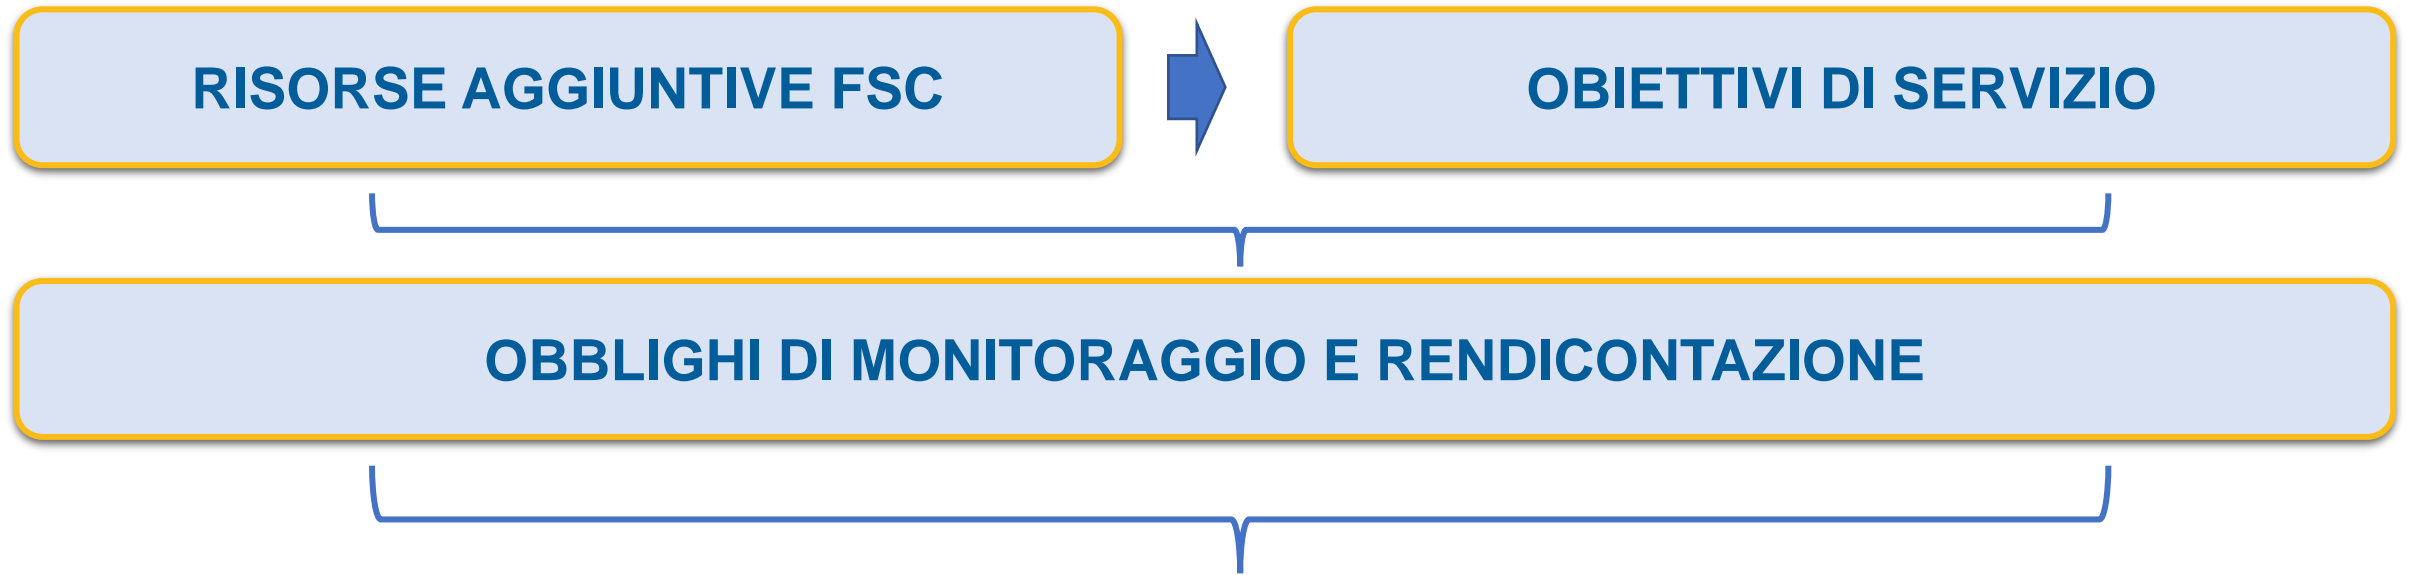 RISORSE AGGIUNTIVE FSC
OBIETTIVI DI SERVIZIO
OBBLIGHI DI MONITORAGGIO E RENDICONTAZIONE